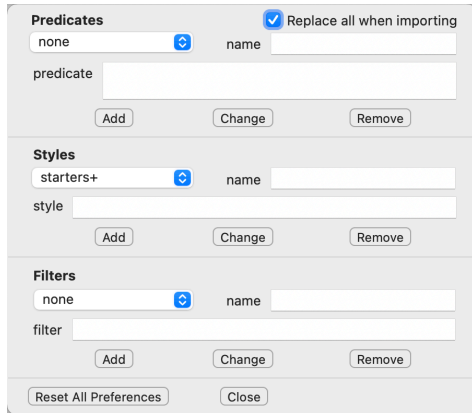 Predicates Replace all when importing
none name
predicate
Add Change Remove
Styles
starters+ name
style
Add Change Remove
Filters
none name
filter
Add Change Remove
Reset All Preferences Close